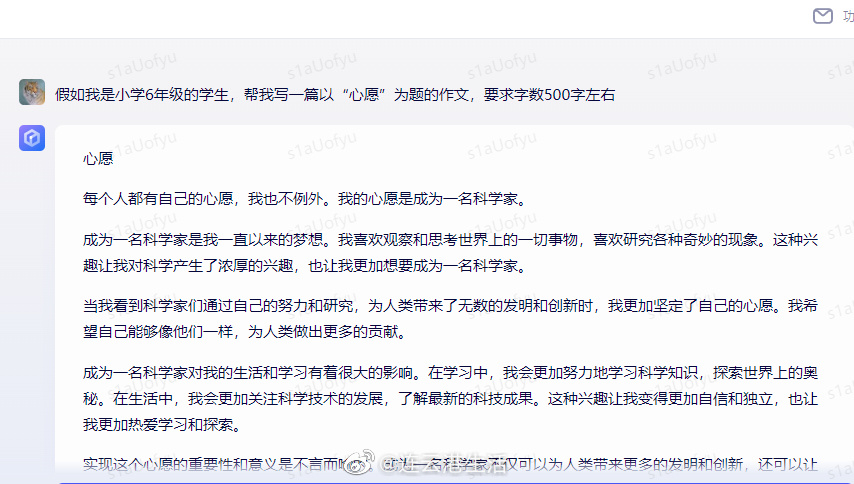 功
假如我是小学6年级的学生，帮我写一篇以“心愿”为题的作文，要求字数500字左右
心愿
每个人都有自己的心愿，我也不例外。我的心愿是成为一名科学家。
成为一名科学家是我一直以来的梦想。我喜欢观察和思考世界上的一切事物，喜欢研究各种奇妙的现象。这种兴
趣让我对科学产生了浓厚的兴趣，也让我更加想要成为一名科学家。
当我看到科学家们通过自己的努力和研究，为人类带来了无数的发明和创新时，我更加坚定了自己的心愿。我希
望自己能够像他们一样，为人类做出更多的贡献。
成为一名科学家对我的生活和学习有着很大的影响。在学习中，我会更加努力地学习科学知识，探索世界上的奥
秘。在生活中，我会更加关注科学技术的发展，了解最新的科技成果。这种兴趣让我变得更加自信和独立，也让
我更加热爱学习和探索。
实现这个心愿的重要性和意义是不言而 一名科学家不仅可以为人类带来更多的发明和创新，还可以让
@连云港生活
s1aUofyu